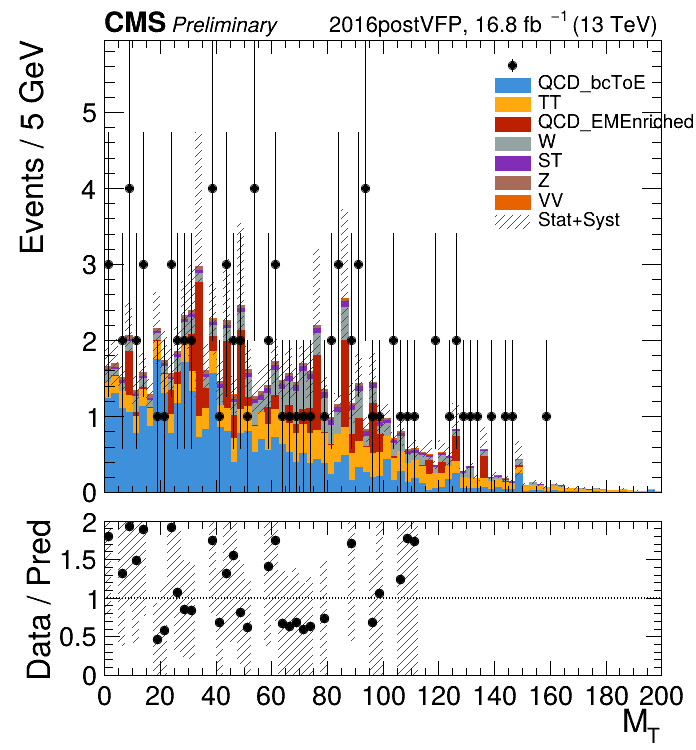 CMS Preliminary 2016postVFP, 16.8 fb ⁻¹ (13 TeV)
Events / 5 GeV
5
4
3
2
1
0
QCD_bcToE
TT
QCD_EMEnriched
W
ST
Z
VV
Stat+Syst
Data / Pred
2
1.5
1
0.5
0
0 20 40 60 80 100 120 140 160 180 200
M_T